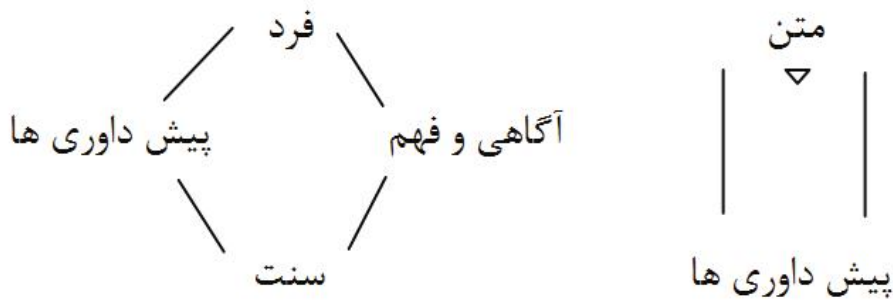 فرد
متن
پیش داوری ها
آگاهی و فهم
سنت
پیش داوری ها